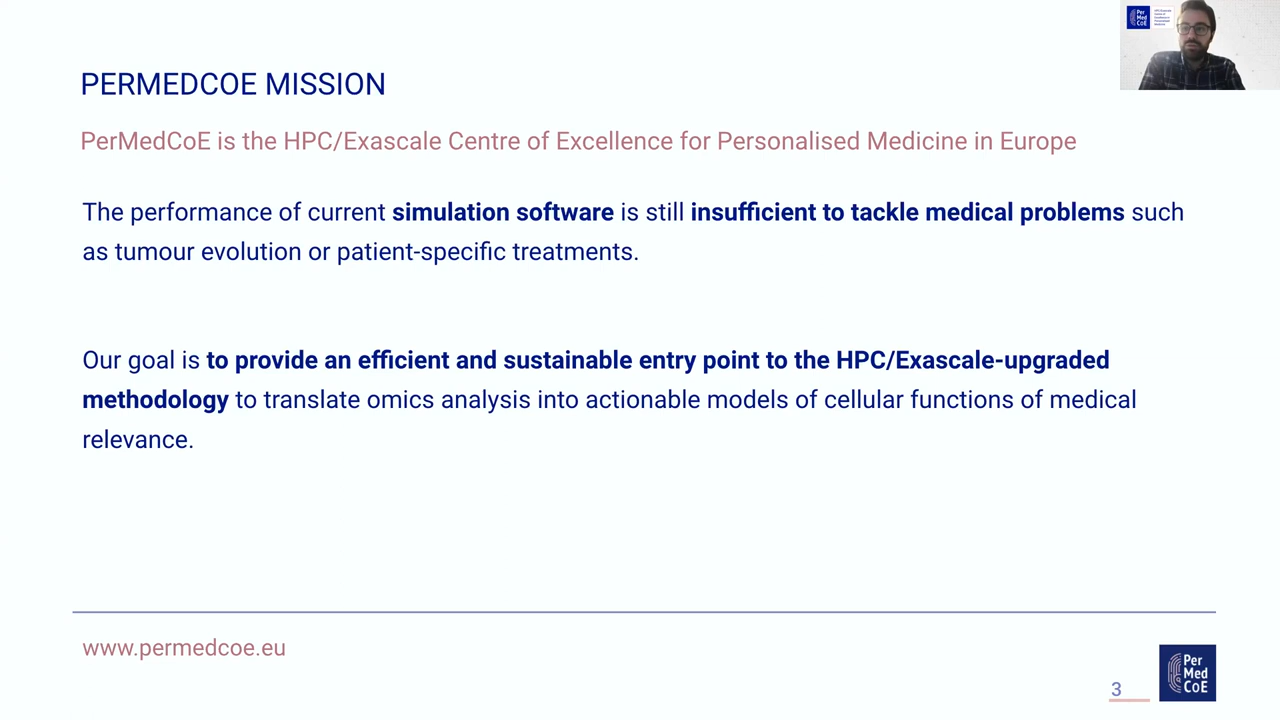 PERMEDCOE MISSION
PerMedCoE is the HPC/Exascale Centre of Excellence for Personalised Medicine in Europe
The performance of current simulation software is still insufficient to tackle medical problems such
as tumour evolution or patient-specific treatments.
Our goal is to provide an efficient and sustainable entry point to the HPC/Exascale-upgraded
methodology to translate omics analysis into actionable models of cellular functions of medical
relevance.
www.permedcoe.eu
3
Per
Med
CoE
Per
Med
CoE